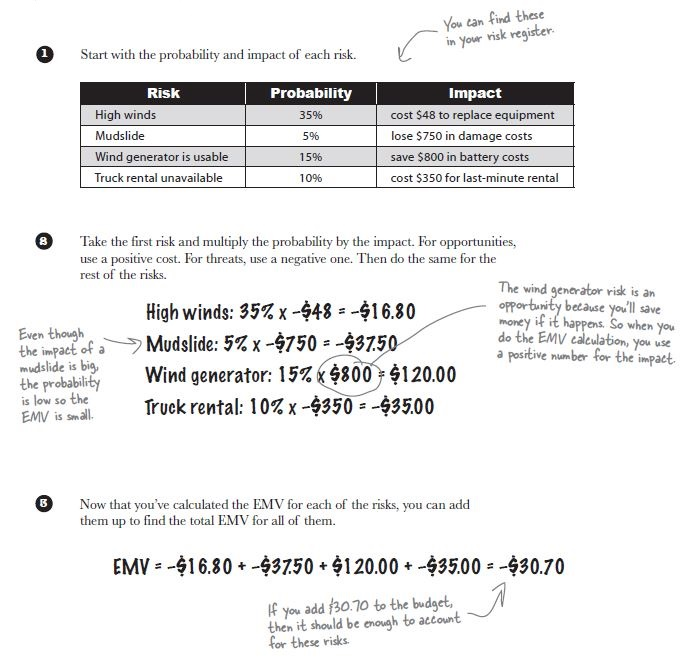 You can find these
in your risk register.
1 Start with the probability and impact of each risk.
Risk Probability Impact
High winds 35% cost $48 to replace equipment
Mudslide 5% lose $750 in damage costs
Wind generator is usable 15% save $800 in battery costs
Truck rental unavailable 10% cost $350 for last-minute rental
Take the first risk and multiply the probability by the impact. For opportunities,
use a positive cost. For threats, use a negative one. Then do the same for the
rest of the risks.
High winds: 35% x -$48 = -$16.80
Mudslide: 5% x -$750 = -$37.50
Wind generator: 15% x $800 = $120.00
Truck rental: 10% x -$350 = -$35.00
Even though
the impact of a
mudslide is big,
the probability
is low so the
EMV is small.
The wind generator risk is an
opportunity because you'll save
money if it happens. So when you
do the EMV calculation, you use
a positive number for the impact.
Now that you've calculated the EMV for each of the risks, you can add
them up to find the total EMV for all of them.
EMV = -$16.80 + -$37.50 + $120.00 + -$35.00 = -$30.70
If you add $30.70 to the budget,
then it should be enough to account
for these risks.